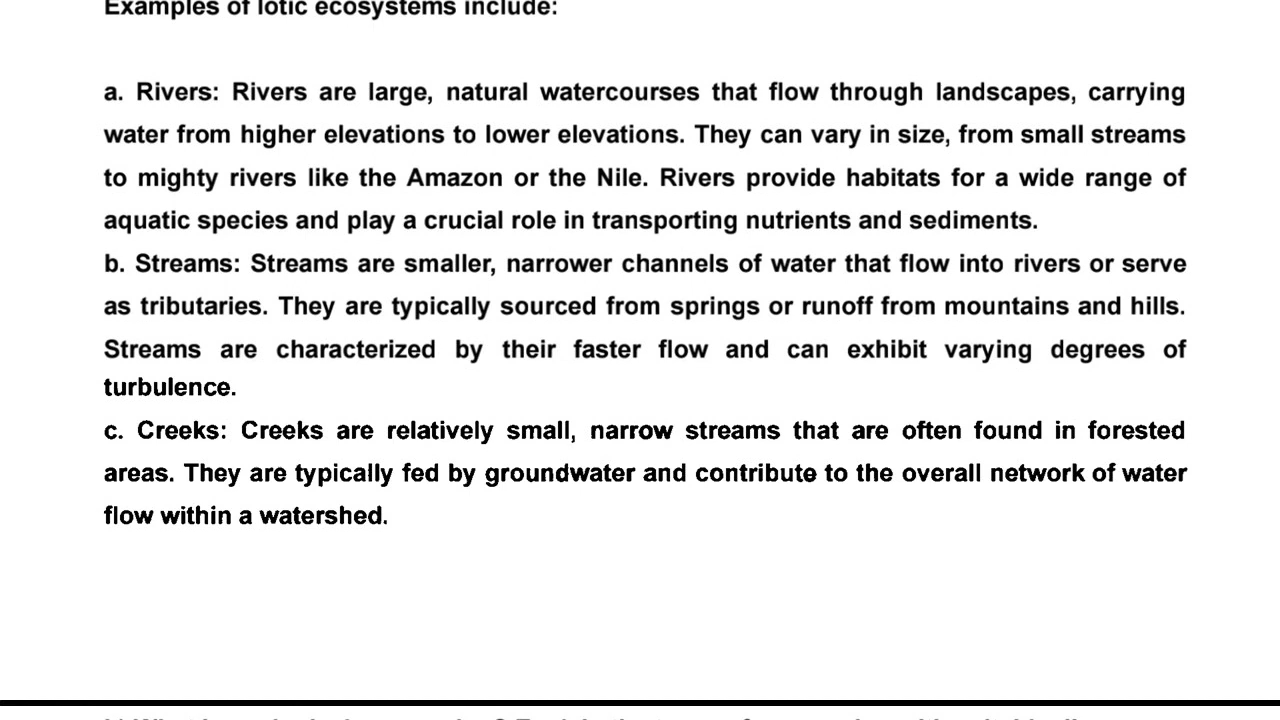 Examples of lotic ecosystems include:
a. Rivers: Rivers are large, natural watercourses that flow through landscapes, carrying
water from higher elevations to lower elevations. They can vary in size, from small streams
to mighty rivers like the Amazon or the Nile. Rivers provide habitats for a wide range of
aquatic species and play a crucial role in transporting nutrients and sediments.
b. Streams: Streams are smaller, narrower channels of water that flow into rivers or serve
as tributaries. They are typically sourced from springs or runoff from mountains and hills.
Streams are characterized by their faster flow and can exhibit varying degrees of
turbulence.
c. Creeks: Creeks are relatively small, narrow streams that are often found in forested
areas. They are typically fed by groundwater and contribute to the overall network of water
flow within a watershed.